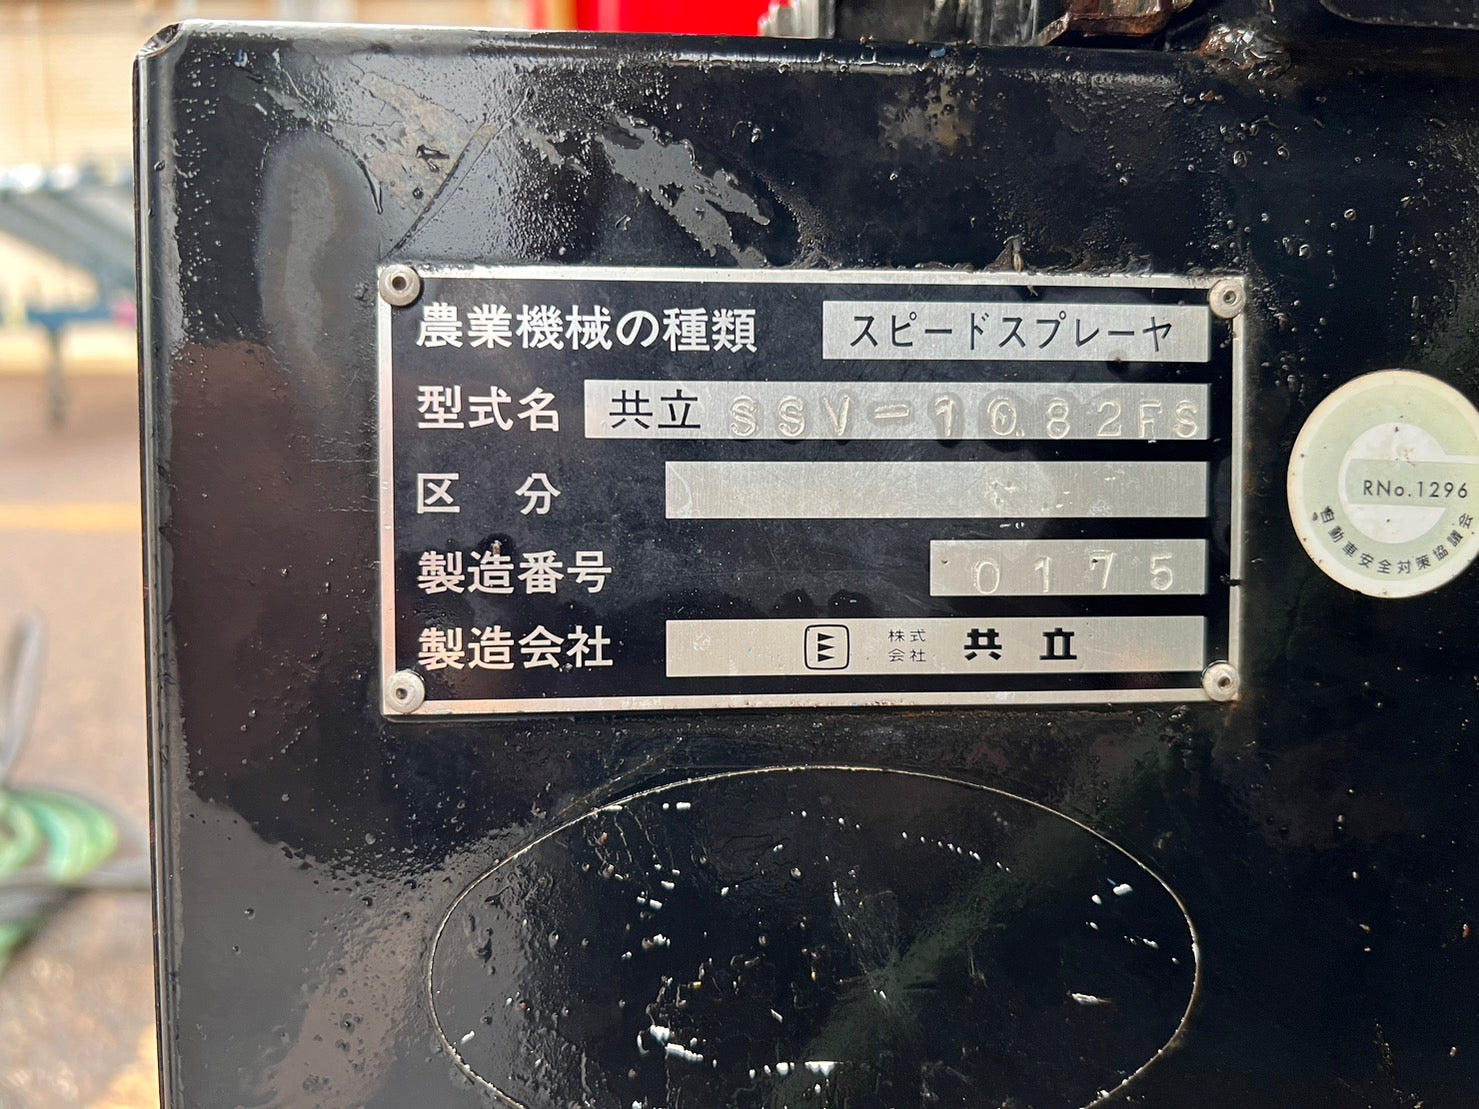 農業機械の種類 スピードスプレーヤ
型式名 共立 SSV-1082FS
区 分
製造番号 0175
製造会社 株式会社 共立
RNo.1296
自動車安全対策協議会